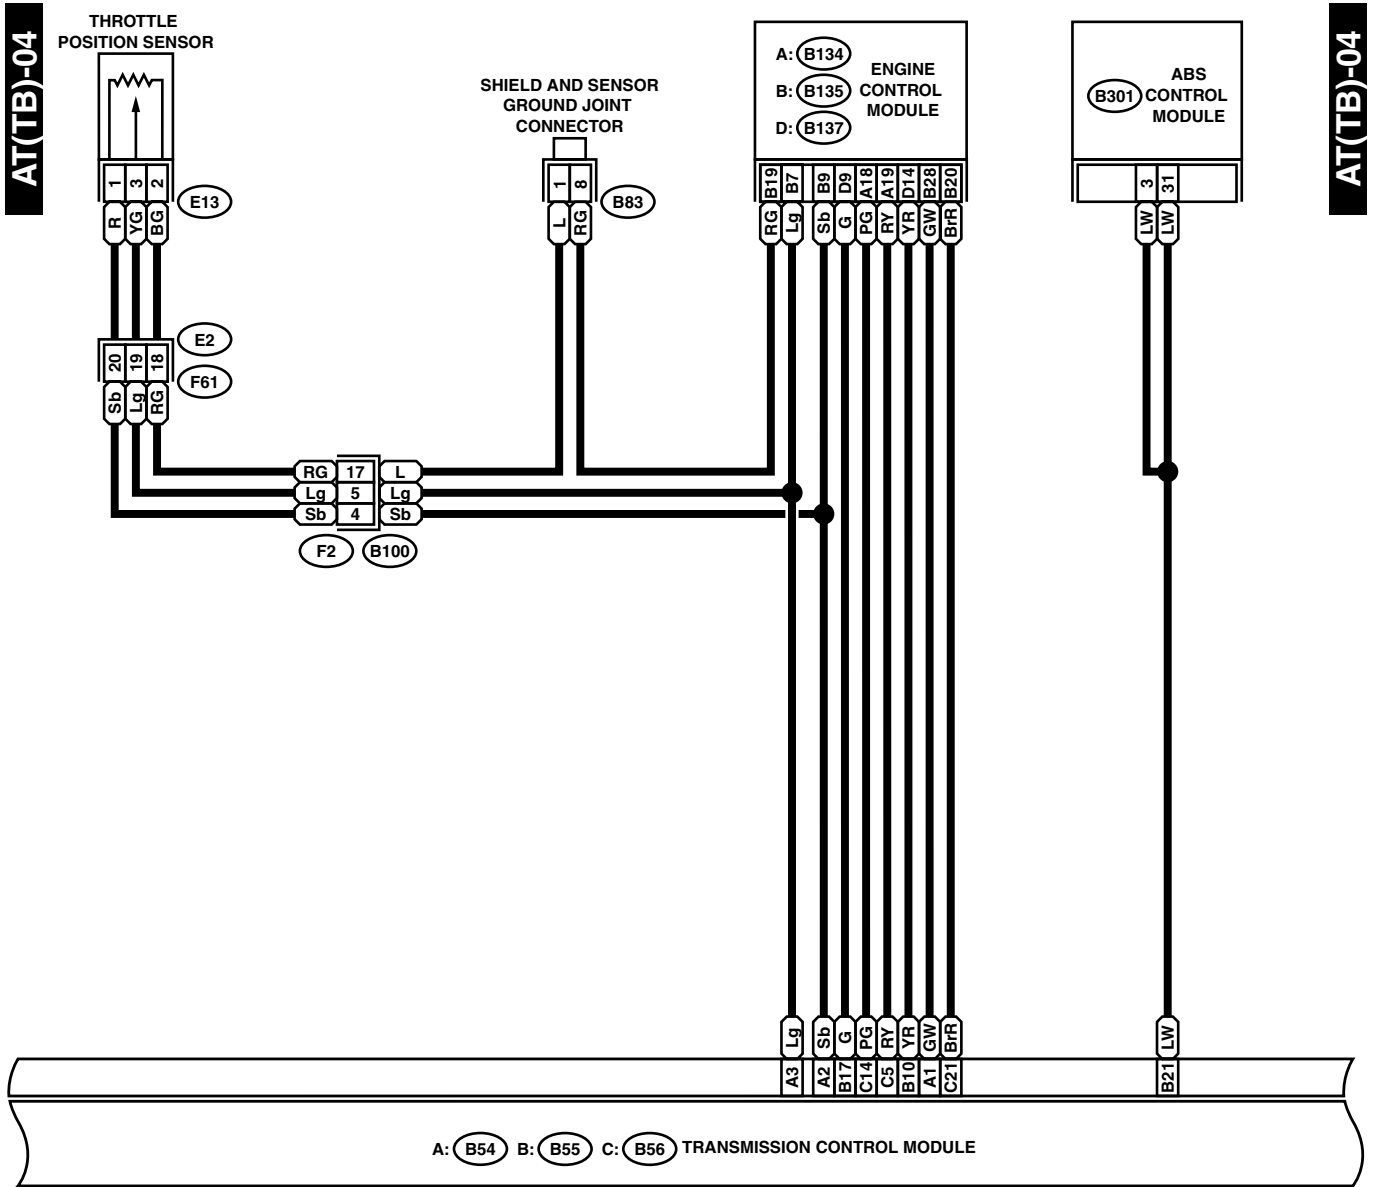 AT(TB)-04
AT(TB)-04
THROTTLE
POSITION SENSOR
SHIELD AND SENSOR
GROUND JOINT
CONNECTOR
A: B134
B: B135
D: B137
ENGINE
CONTROL
MODULE
B301
ABS
CONTROL
MODULE
1 3 2
E13
R YG BG
1 8
B83
L RG
B19 B7 B9 D9 A18 A19 D14 B28 B20
RG Lg Sb G PG RY YR GW BrR
3 31
LW LW
E2
20 19 18
F61
Sb Lg RG
RG 17 L
Lg 5 Lg
Sb 4 Sb
F2 B100
Lg Sb G PG RY YR GW BrR LW
A3 A2 B17 C14 C5 B10 A1 C21 B21
A: B54 B: B55 C: B56 TRANSMISSION CONTROL MODULE